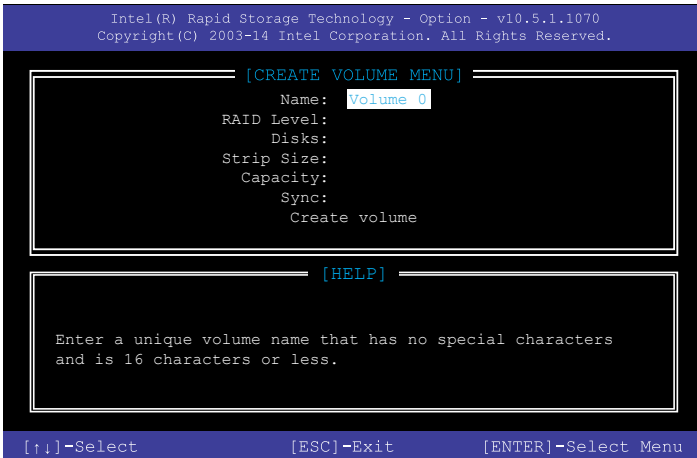 Intel(R) Rapid Storage Technology - Option - v10.5.1.1070
Copyright(C) 2003-14 Intel Corporation. All Rights Reserved.
[CREATE VOLUME MENU]
Name: Volume 0
RAID Level:
Disks:
Strip Size:
Capacity:
Sync:
Create volume
[HELP]
Enter a unique volume name that has no special characters
and is 16 characters or less.
[↑↓]-Select [ESC]-Exit [ENTER]-Select Menu